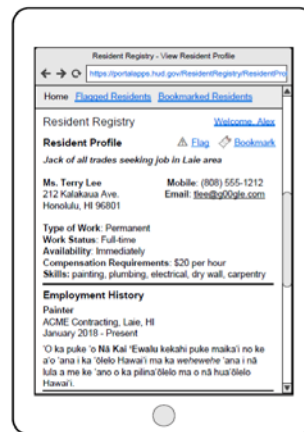 Resident Registry - View Resident Profile
https://portalapps.hud.gov/ResidentRegistry/ResidentPro
Home Flagged Residents Bookmarked Residents
Resident Registry Welcome, Alex
Resident Profile Flag Bookmark
Jack of all trades seeking job in Laie area
Ms. Terry Lee Mobile: (808) 555-1212
212 Kalakaua Ave. Email: tlee@g00gle.com
Honolulu, HI 96801
Type of Work: Permanent
Work Status: Full-time
Availability: Immediately
Compensation Requirements: $20 per hour
Skills: painting, plumbing, electrical, dry wall, carpentry
Employment History
Painter
ACME Contracting, Laie, HI
January 2018 - Present
'O ka puke 'o Nā Kai 'Ewalu kekahi puke maika'i no ke
a'o 'ana i ka 'ōlelo Hawai'i ma ka wehewehe 'ana i nā
lula a me ke 'ano o ka pilina'ōlelo ma o nā hua'ōlelo
Hawai'i.